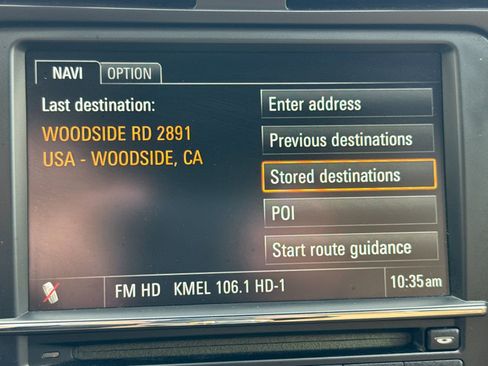 NAVI OPTION
Last destination:
WOODSIDE RD 2891
USA - WOODSIDE, CA
Enter address
Previous destinations
Stored destinations
POI
Start route guidance
FM HD KMEL 106.1 HD-1 10:35am